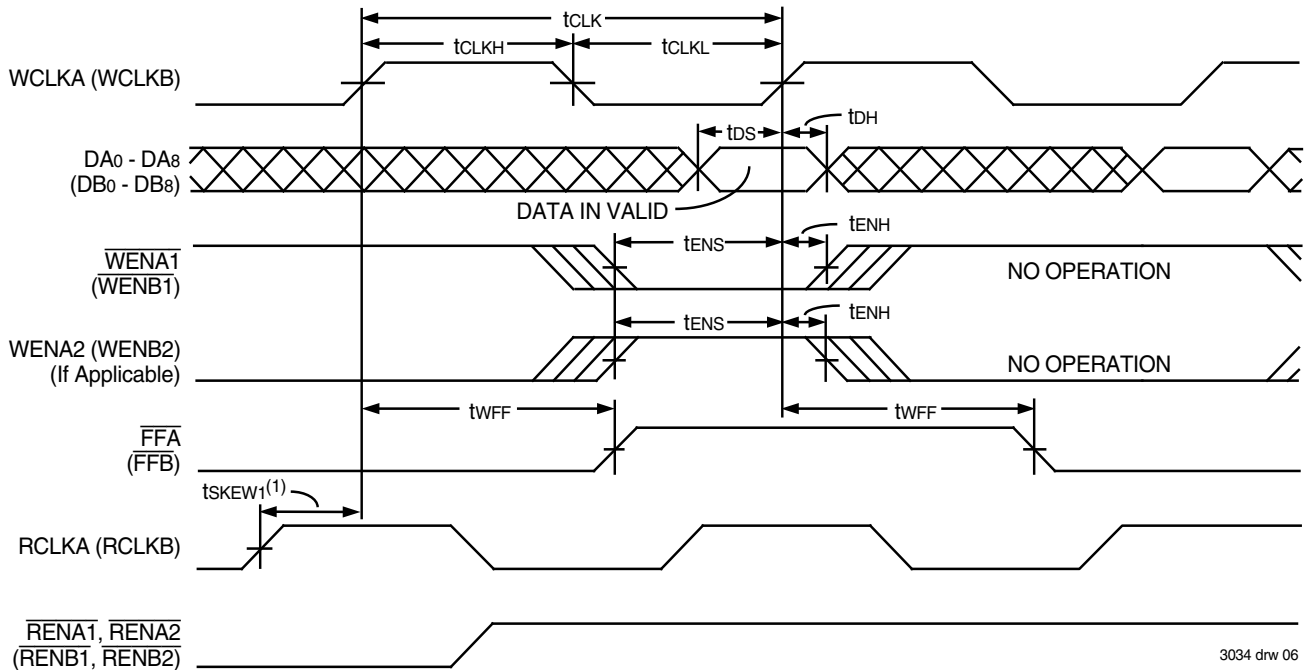 tCLK
tCLKH
tCLKL
WCLKA (WCLKB)
tDS
tDH
DA0 - DA8
(DB0 - DB8)
DATA IN VALID
tENS
tENH
WENA1
(WENB1)
NO OPERATION
tENS
tENH
WENA2 (WENB2)
(If Applicable)
NO OPERATION
tWFF
tWFF
FFA
(FFB)
tSKEW1(1)
RCLKA (RCLKB)
RENA1, RENA2
(RENB1, RENB2)
3034 drw 06